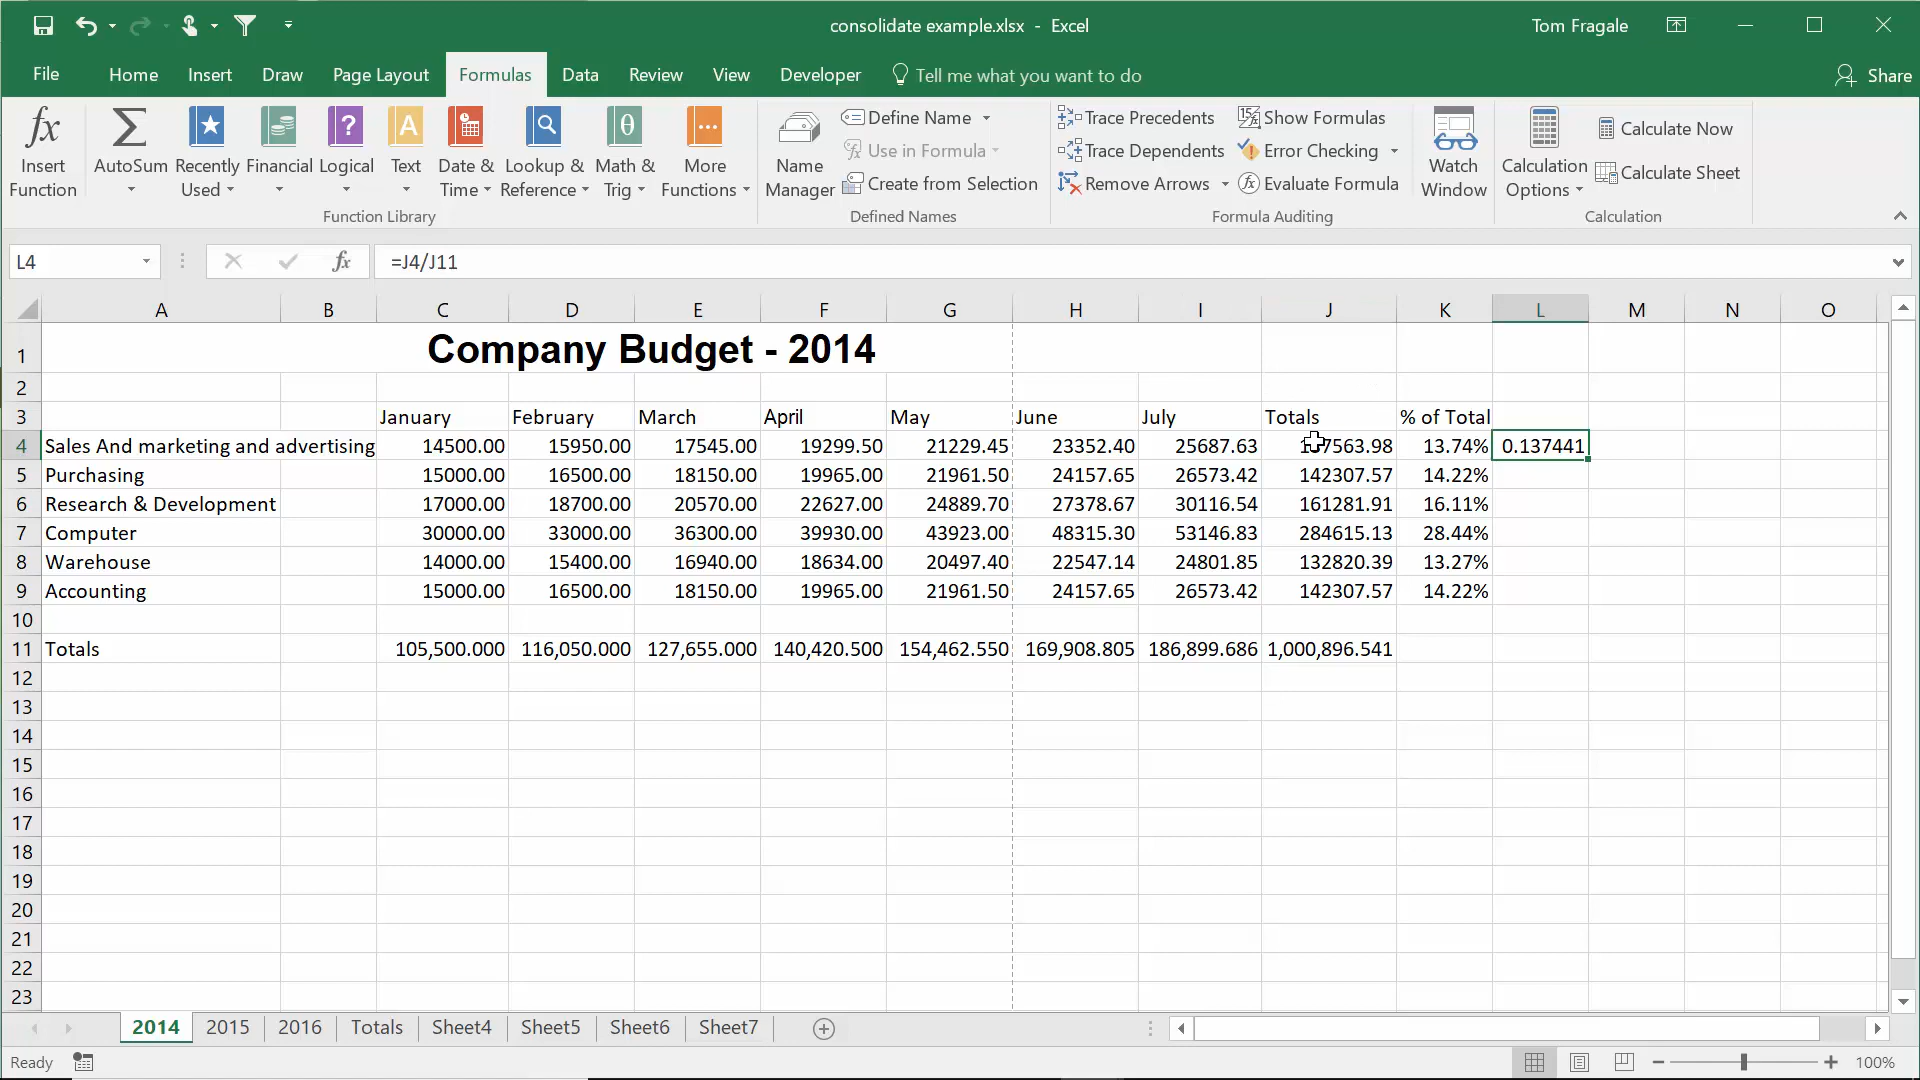 consolidate example.xlsx - Excel
Tom Fragale
File Home Insert Draw Page Layout Formulas Data Review View Developer Tell me what you want to do Share
Insert Function
AutoSum
Recently Used
Financial
Logical
Text
Date & Time
Lookup & Reference
Math & Trig
More Functions
Function Library
Name Manager
Define Name
Use in Formula
Create from Selection
Defined Names
Trace Precedents
Trace Dependents
Remove Arrows
Show Formulas
Error Checking
Evaluate Formula
Formula Auditing
Watch Window
Calculation Options
Calculate Now
Calculate Sheet
Calculation
L4 fx =J4/J11
A B C D E F G H I J K L M N O
1 Company Budget - 2014
2
3 January February March April May June July Totals % of Total
4 Sales And marketing and advertising 14500.00 15950.00 17545.00 19299.50 21229.45 23352.40 25687.63 13.74% 0.137441
5 Purchasing 15000.00 16500.00 18150.00 19965.00 21961.50 24157.65 26573.42 142307.57 14.22%
6 Research & Development 17000.00 18700.00 20570.00 22627.00 24889.70 27378.67 30116.54 161281.91 16.11%
7 Computer 30000.00 33000.00 36300.00 39930.00 43923.00 48315.30 53146.83 284615.13 28.44%
8 Warehouse 14000.00 15400.00 16940.00 18634.00 20497.40 22547.14 24801.85 132820.39 13.27%
9 Accounting 15000.00 16500.00 18150.00 19965.00 21961.50 24157.65 26573.42 142307.57 14.22%
10
11 Totals 105,500.000 116,050.000 127,655.000 140,420.500 154,462.550 169,908.805 186,899.686 1,000,896.541
12
13
14
15
16
17
18
19
20
21
22
23
2014 2015 2016 Totals Sheet4 Sheet5 Sheet6 Sheet7
Ready 100%